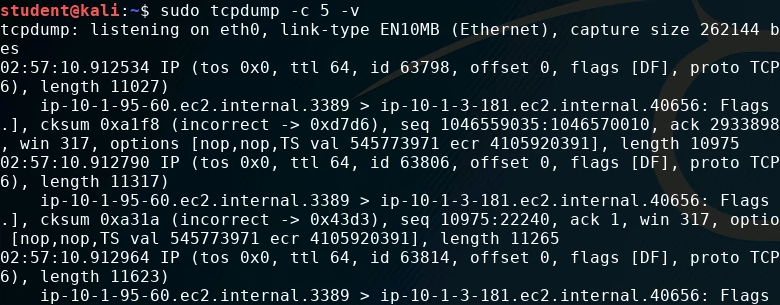 student@kali:~$ sudo tcpdump -c 5 -v
tcpdump: listening on eth0, link-type EN10MB (Ethernet), capture size 262144 b
es
02:57:10.912534 IP (tos 0x0, ttl 64, id 63798, offset 0, flags [DF], proto TCP
6), length 11027)
    ip-10-1-95-60.ec2.internal.3389 > ip-10-1-3-181.ec2.internal.40656: Flags
.], cksum 0xa1f8 (incorrect -> 0xd7d6), seq 1046559035:1046570010, ack 2933898
, win 317, options [nop,nop,TS val 545773971 ecr 4105920391], length 10975
02:57:10.912790 IP (tos 0x0, ttl 64, id 63806, offset 0, flags [DF], proto TCP
6), length 11317)
    ip-10-1-95-60.ec2.internal.3389 > ip-10-1-3-181.ec2.internal.40656: Flags
.], cksum 0xa31a (incorrect -> 0x43d3), seq 10975:22240, ack 1, win 317, optio
 [nop,nop,TS val 545773971 ecr 4105920391], length 11265
02:57:10.912964 IP (tos 0x0, ttl 64, id 63814, offset 0, flags [DF], proto TCP
6), length 11623)
    ip-10-1-95-60.ec2.internal.3389 > ip-10-1-3-181.ec2.internal.40656: Flags